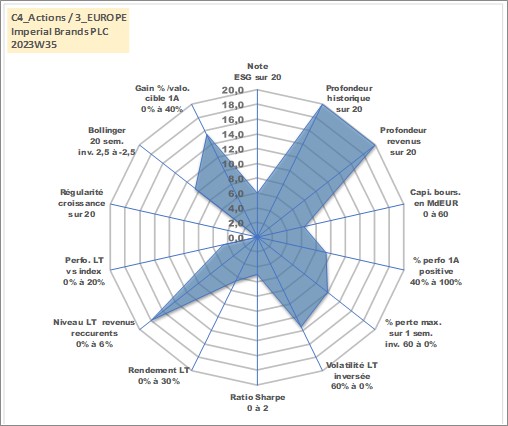 C4_Actions / 3_EUROPE
Imperial Brands PLC
2023W35
Note
ESG sur 20
Profondeur
historique
sur 20
Profondeur
revenus
sur 20
Capi. bours.
en MdEUR
0 à 60
% perfo 1A
positive
40% à 100%
% perte max.
sur 1 sem.
inv. 60 à 0%
Volatilité LT
inversée
60% à 0%
Ratio Sharpe
0 à 2
Rendement LT
0% à 30%
Niveau LT revenus
reccurents
0% à 6%
Perfo. LT
vs index
0% à 20%
Régularité
croissance
sur 20
Bollinger
20 sem.
inv. 2,5 à -2,5
Gain % /valo.
cible 1A
0% à 40%
20,0
18,0
16,0
14,0
12,0
10,0
8,0
6,0
4,0
2,0
0,0